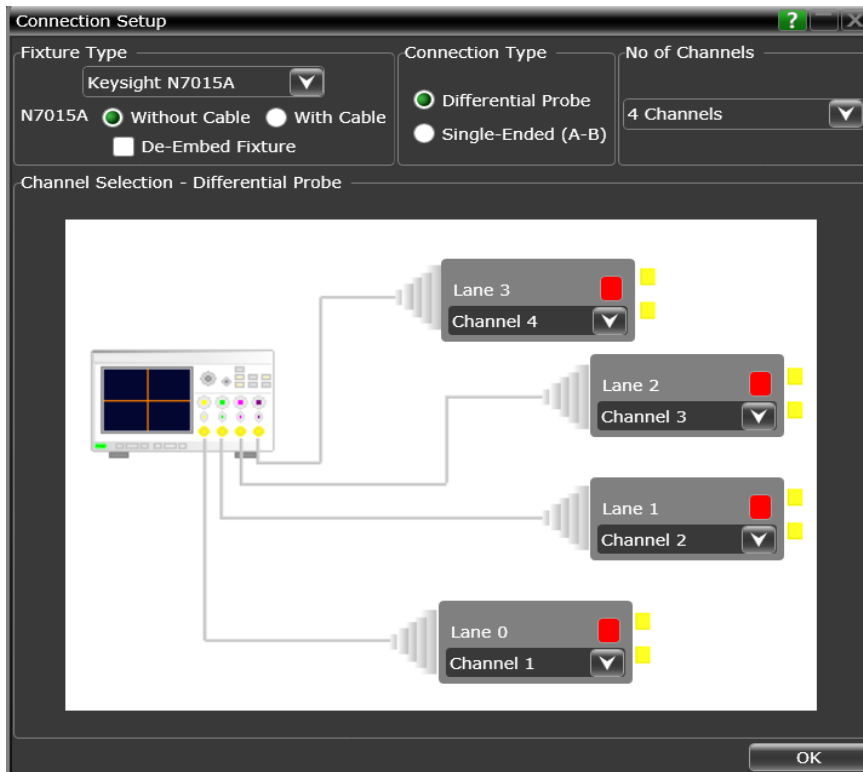 Connection Setup
?
Fixture Type
Keysight N7015A
N7015A Without Cable With Cable
De-Embed Fixture
Connection Type
Differential Probe
Single-Ended (A-B)
No of Channels
4 Channels
Channel Selection - Differential Probe
Lane 3
Channel 4
Lane 2
Channel 3
Lane 1
Channel 2
Lane 0
Channel 1
OK